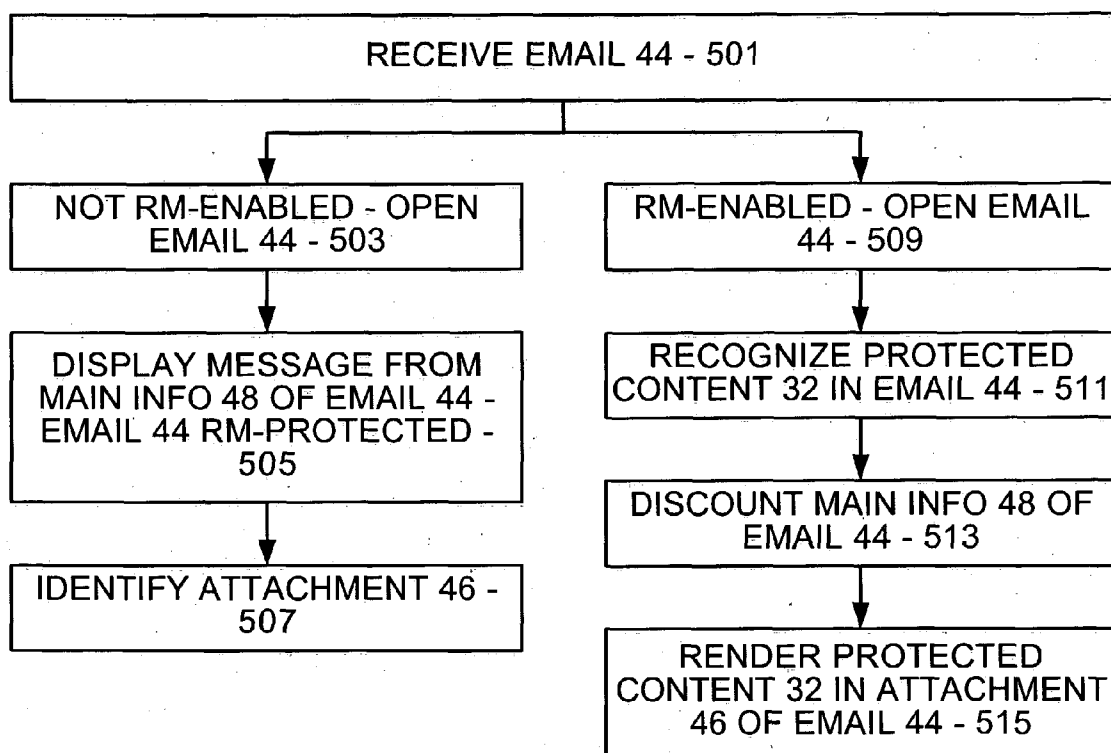 RECEIVE EMAIL 44 - 501
NOT RM-ENABLED - OPEN
EMAIL 44 - 503
DISPLAY MESSAGE FROM
MAIN INFO 48 OF EMAIL 44 -
EMAIL 44 RM-PROTECTED -
505
IDENTIFY ATTACHMENT 46 -
507
RM-ENABLED - OPEN EMAIL
44 - 509
RECOGNIZE PROTECTED
CONTENT 32 IN EMAIL 44 - 511
DISCOUNT MAIN INFO 48 OF
EMAIL 44 - 513
RENDER PROTECTED
CONTENT 32 IN ATTACHMENT
46 OF EMAIL 44 - 515